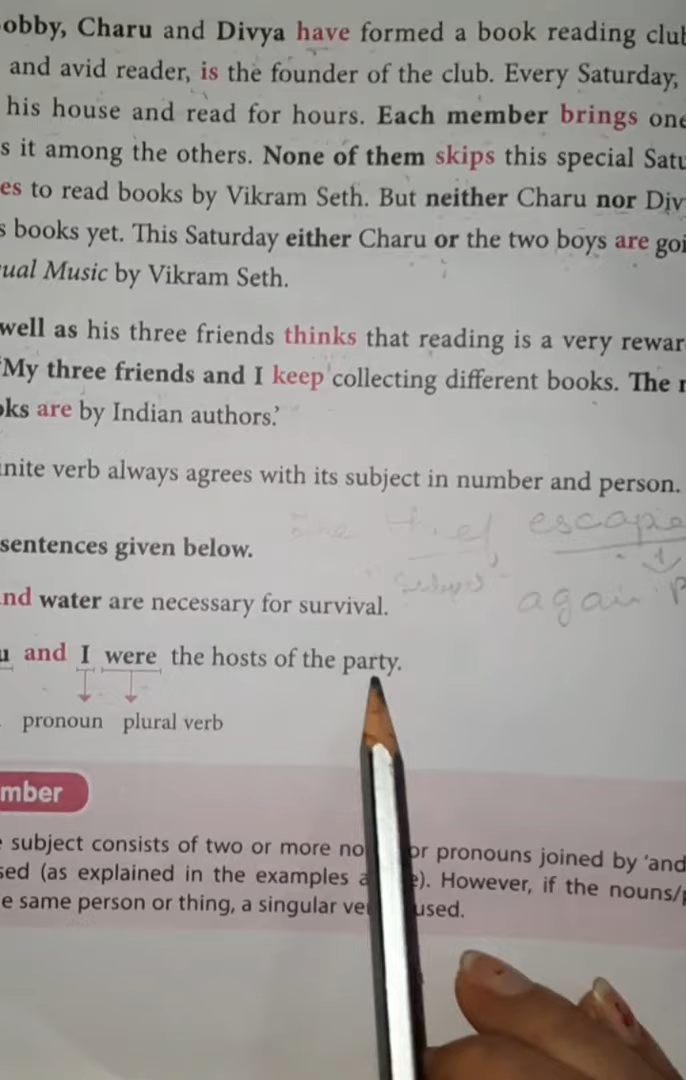 obby, Charu and Divya have formed a book reading club
and avid reader, is the founder of the club. Every Saturday,
his house and read for hours. Each member brings one
s it among the others. None of them skips this special Satu
es to read books by Vikram Seth. But neither Charu nor Div
s books yet. This Saturday either Charu or the two boys are goi
ual Music by Vikram Seth.
well as his three friends thinks that reading is a very rewar
'My three friends and I keep collecting different books. The
oks are by Indian authors.'
inite verb always agrees with its subject in number and person.
The thief escape
sentences given below.
nd water are necessary for survival.
again
u and I were the hosts of the party.
pronoun plural verb
mber
subject consists of two or more no or pronouns joined by 'and
sed (as explained in the examples a e). However, if the nouns/
e same person or thing, a singular ve used.